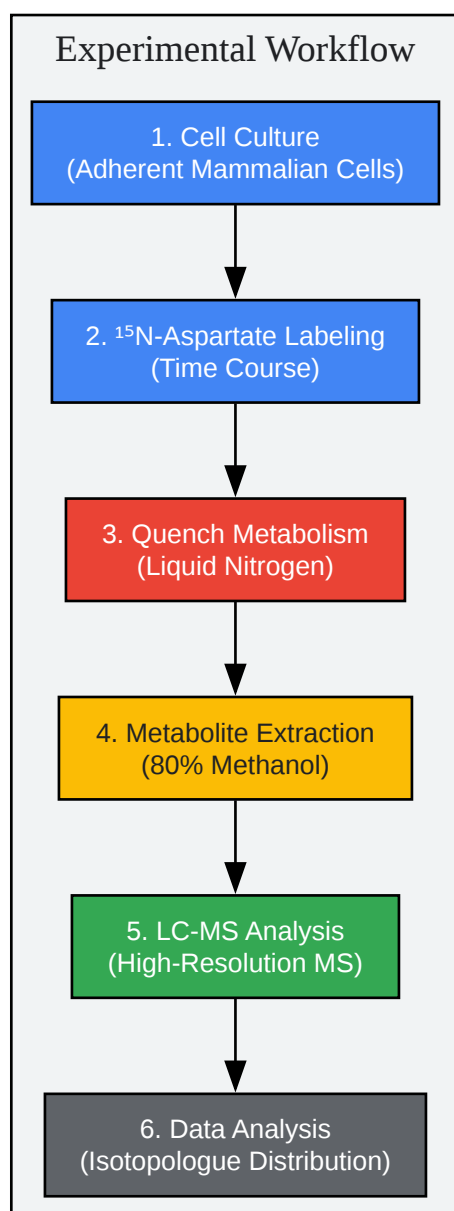 Experimental Workflow
1. Cell Culture
(Adherent Mammalian Cells)
2. ¹⁵N-Aspartate Labeling
(Time Course)
3. Quench Metabolism
(Liquid Nitrogen)
4. Metabolite Extraction
(80% Methanol)
5. LC-MS Analysis
(High-Resolution MS)
6. Data Analysis
(Isotopologue Distribution)